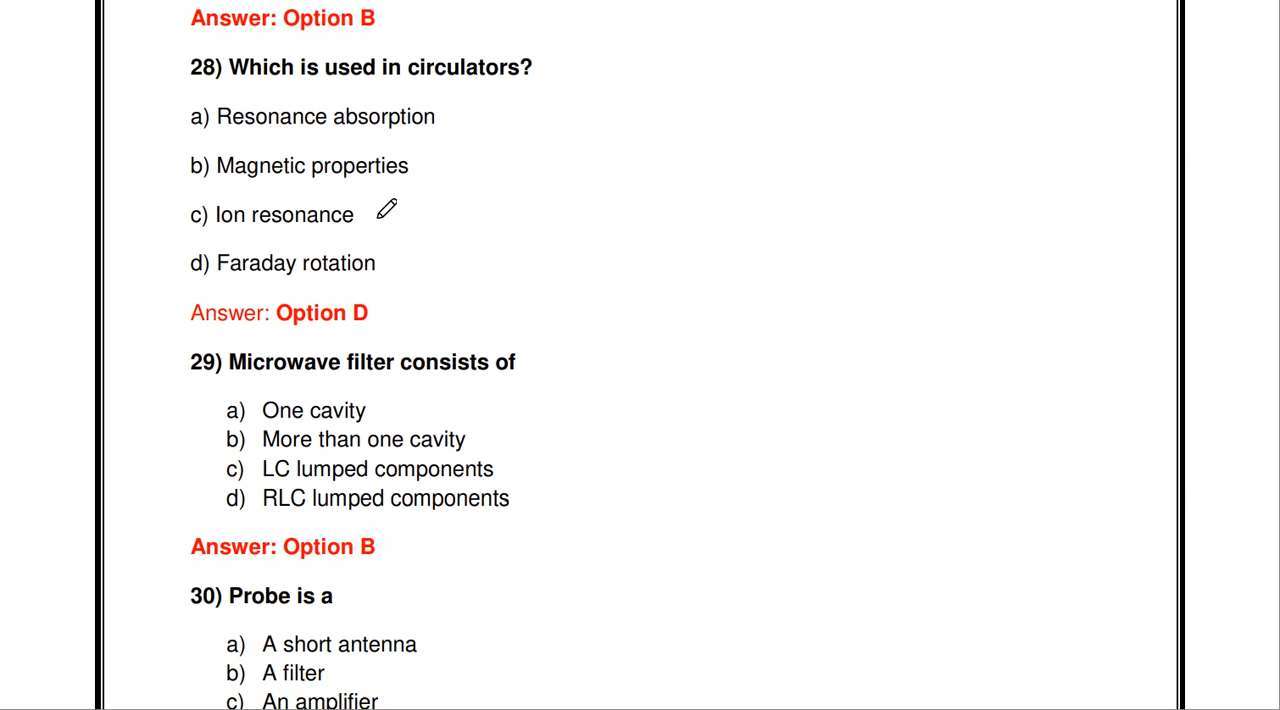 Answer: Option B
28) Which is used in circulators?
a) Resonance absorption
b) Magnetic properties
c) Ion resonance
d) Faraday rotation
Answer: Option D
29) Microwave filter consists of
a) One cavity
b) More than one cavity
c) LC lumped components
d) RLC lumped components
Answer: Option B
30) Probe is a
a) A short antenna
b) A filter
c) An amplifier